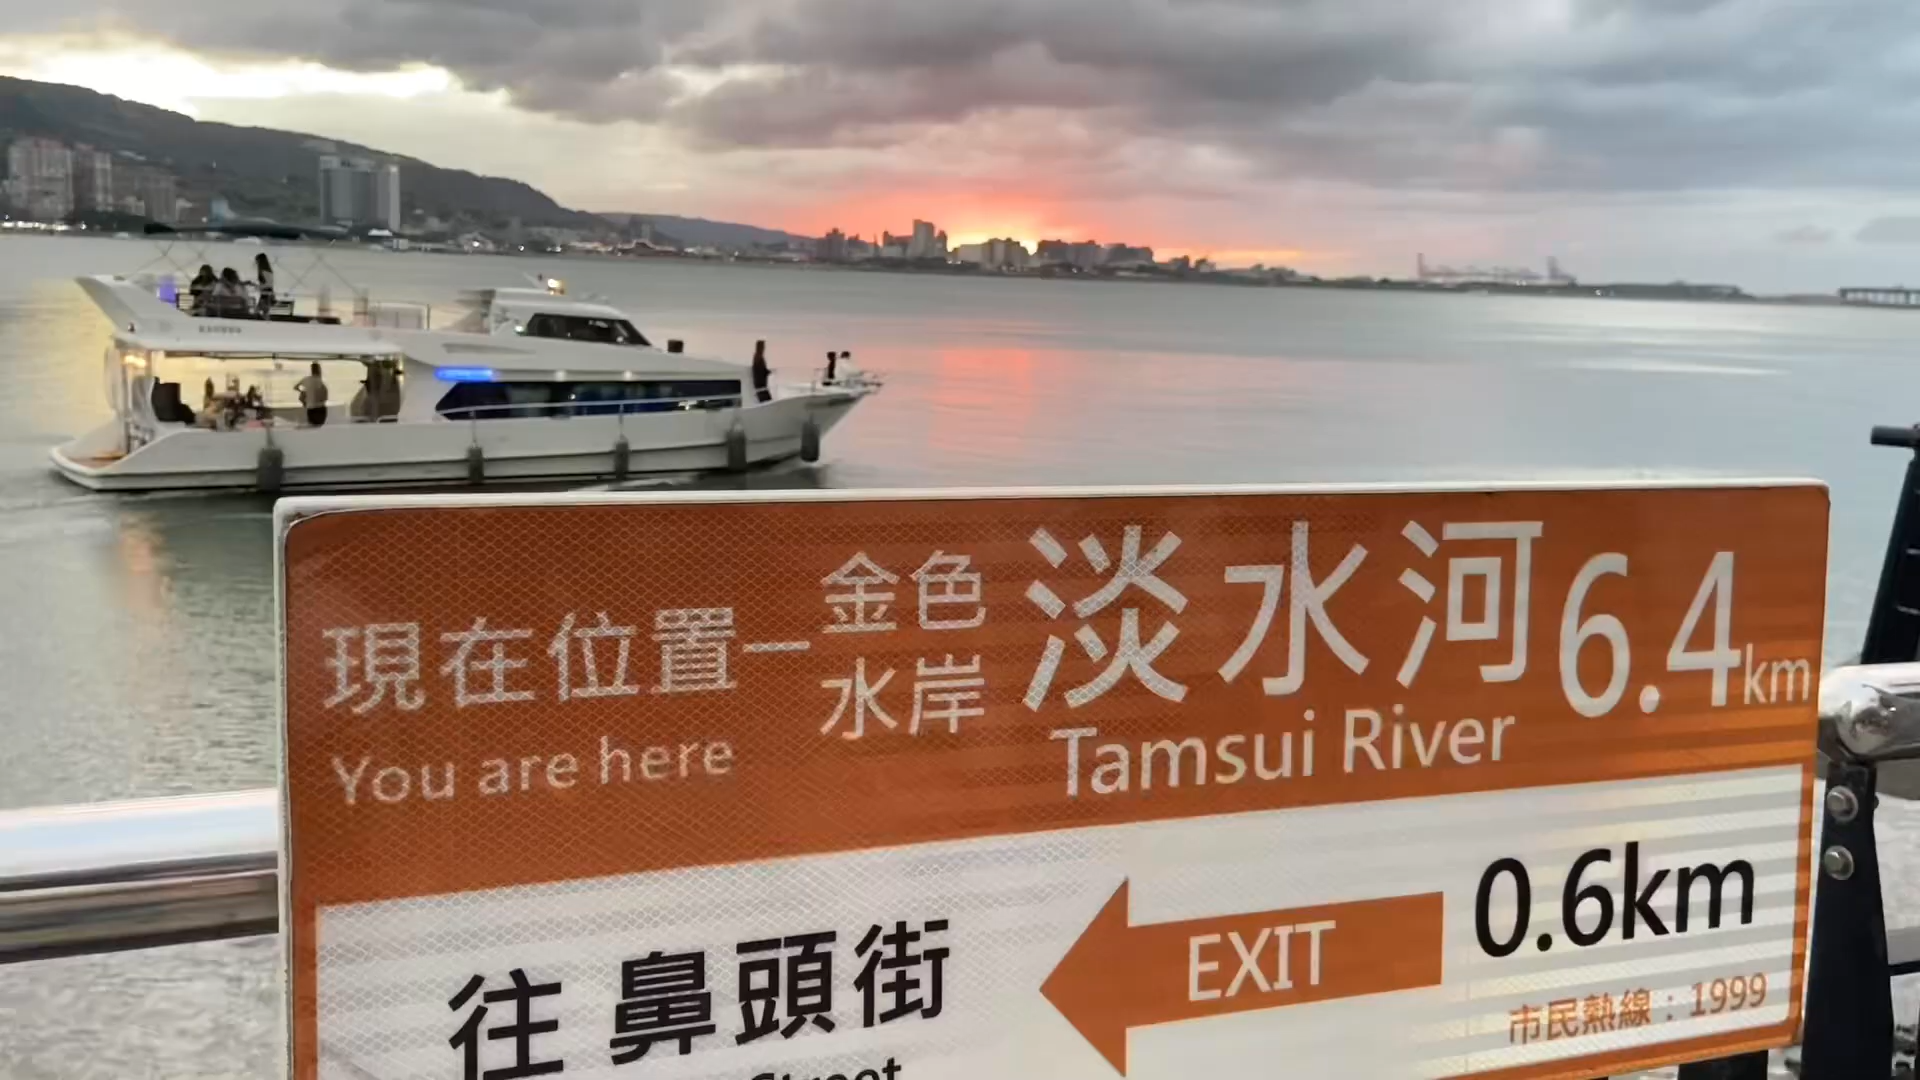 現在位置—金色水岸 淡水河 6.4km
You are here Tamsui River
往 鼻頭街 EXIT 0.6km
Street
市民熱線：1999